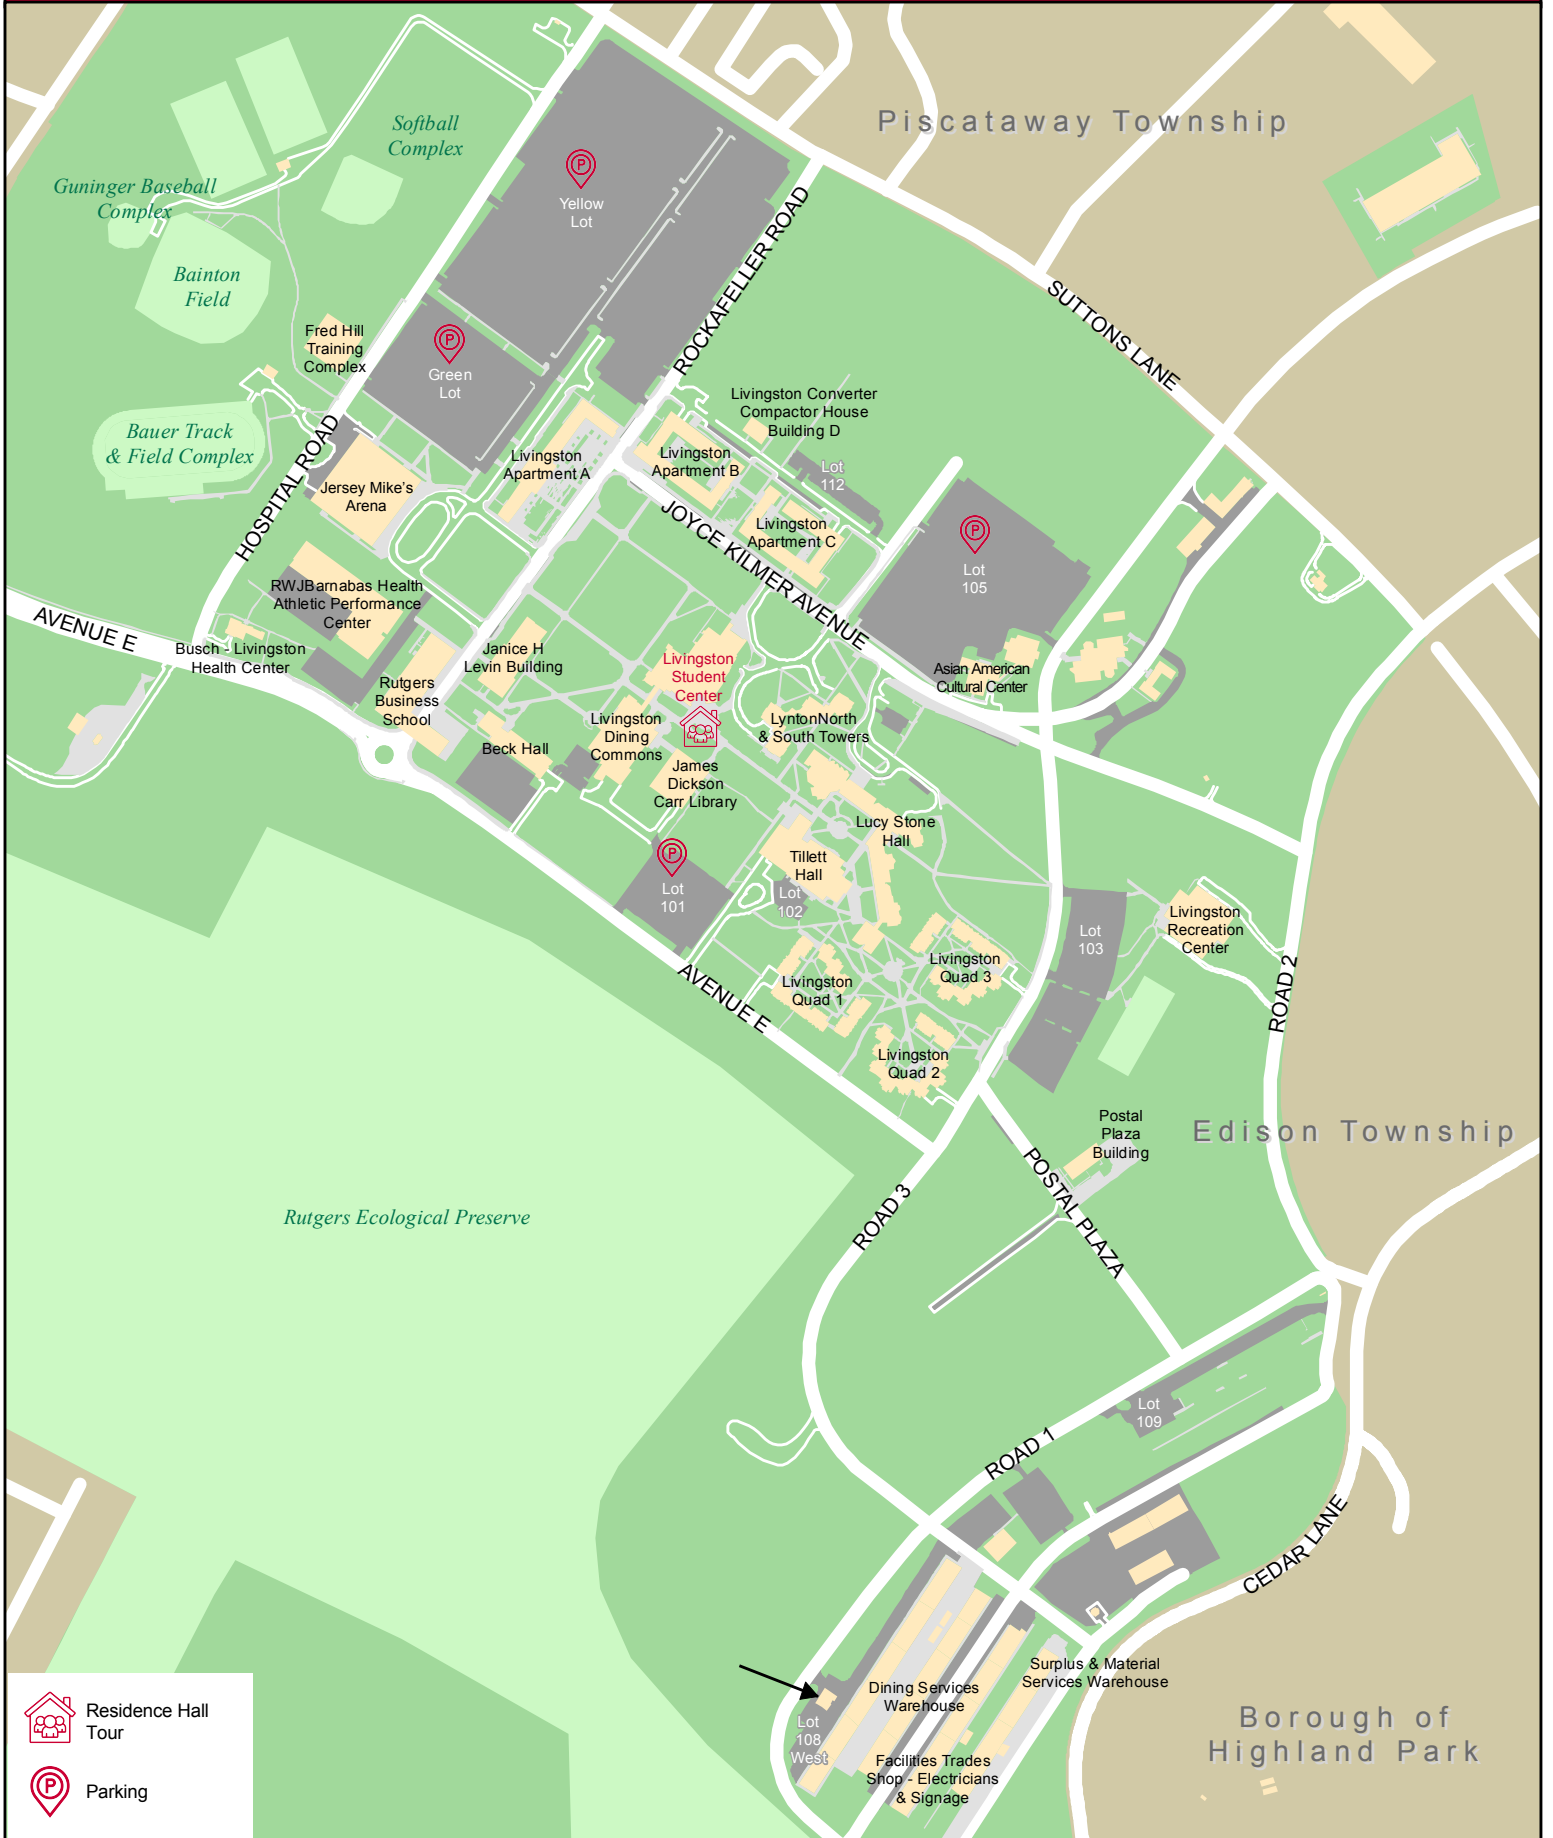 Piscataway Township
Softball
Complex
Guninger Baseball
Complex
Yellow
Lot
Bainton
Field
ROCKAFELLER ROAD
SUTTONS LANE
Fred Hill
Training
Complex
Green
Lot
Livingston Converter
Compactor House
Building D
Bauer Track
& Field Complex
HOSPITAL ROAD
Livingston
Apartment A
Livingston
Apartment B
Lot
112
Jersey Mike's
Arena
JOYCE KILMER AVENUE
Livingston
Apartment C
Lot
105
RWJBarnabas Health
Athletic Performance
Center
AVENUE E
Busch - Livingston
Health Center
Janice H
Levin Building
Livingston
Student
Center
Asian American
Cultural Center
Rutgers
Business
School
Livingston
Dining
Commons
LyntonNorth
& South Towers
Beck Hall
James
Dickson
Carr Library
Lucy Stone
Hall
Tillett
Hall
Lot
101
Lot
102
Livingston
Recreation
Center
Lot
103
Livingston
Quad 3
AVENUE E
Livingston
Quad 1
ROAD 2
Livingston
Quad 2
Postal
Plaza
Building
Edison Township
POSTAL PLAZA
ROAD 3
Rutgers Ecological Preserve
Lot
109
ROAD 1
CEDAR LANE
Surplus & Material
Services Warehouse
Dining Services
Warehouse
Lot
108
West
Facilities Trades
Shop - Electricians
& Signage
Borough of
Highland Park
Residence Hall
Tour
P
Parking
P
P
P
P